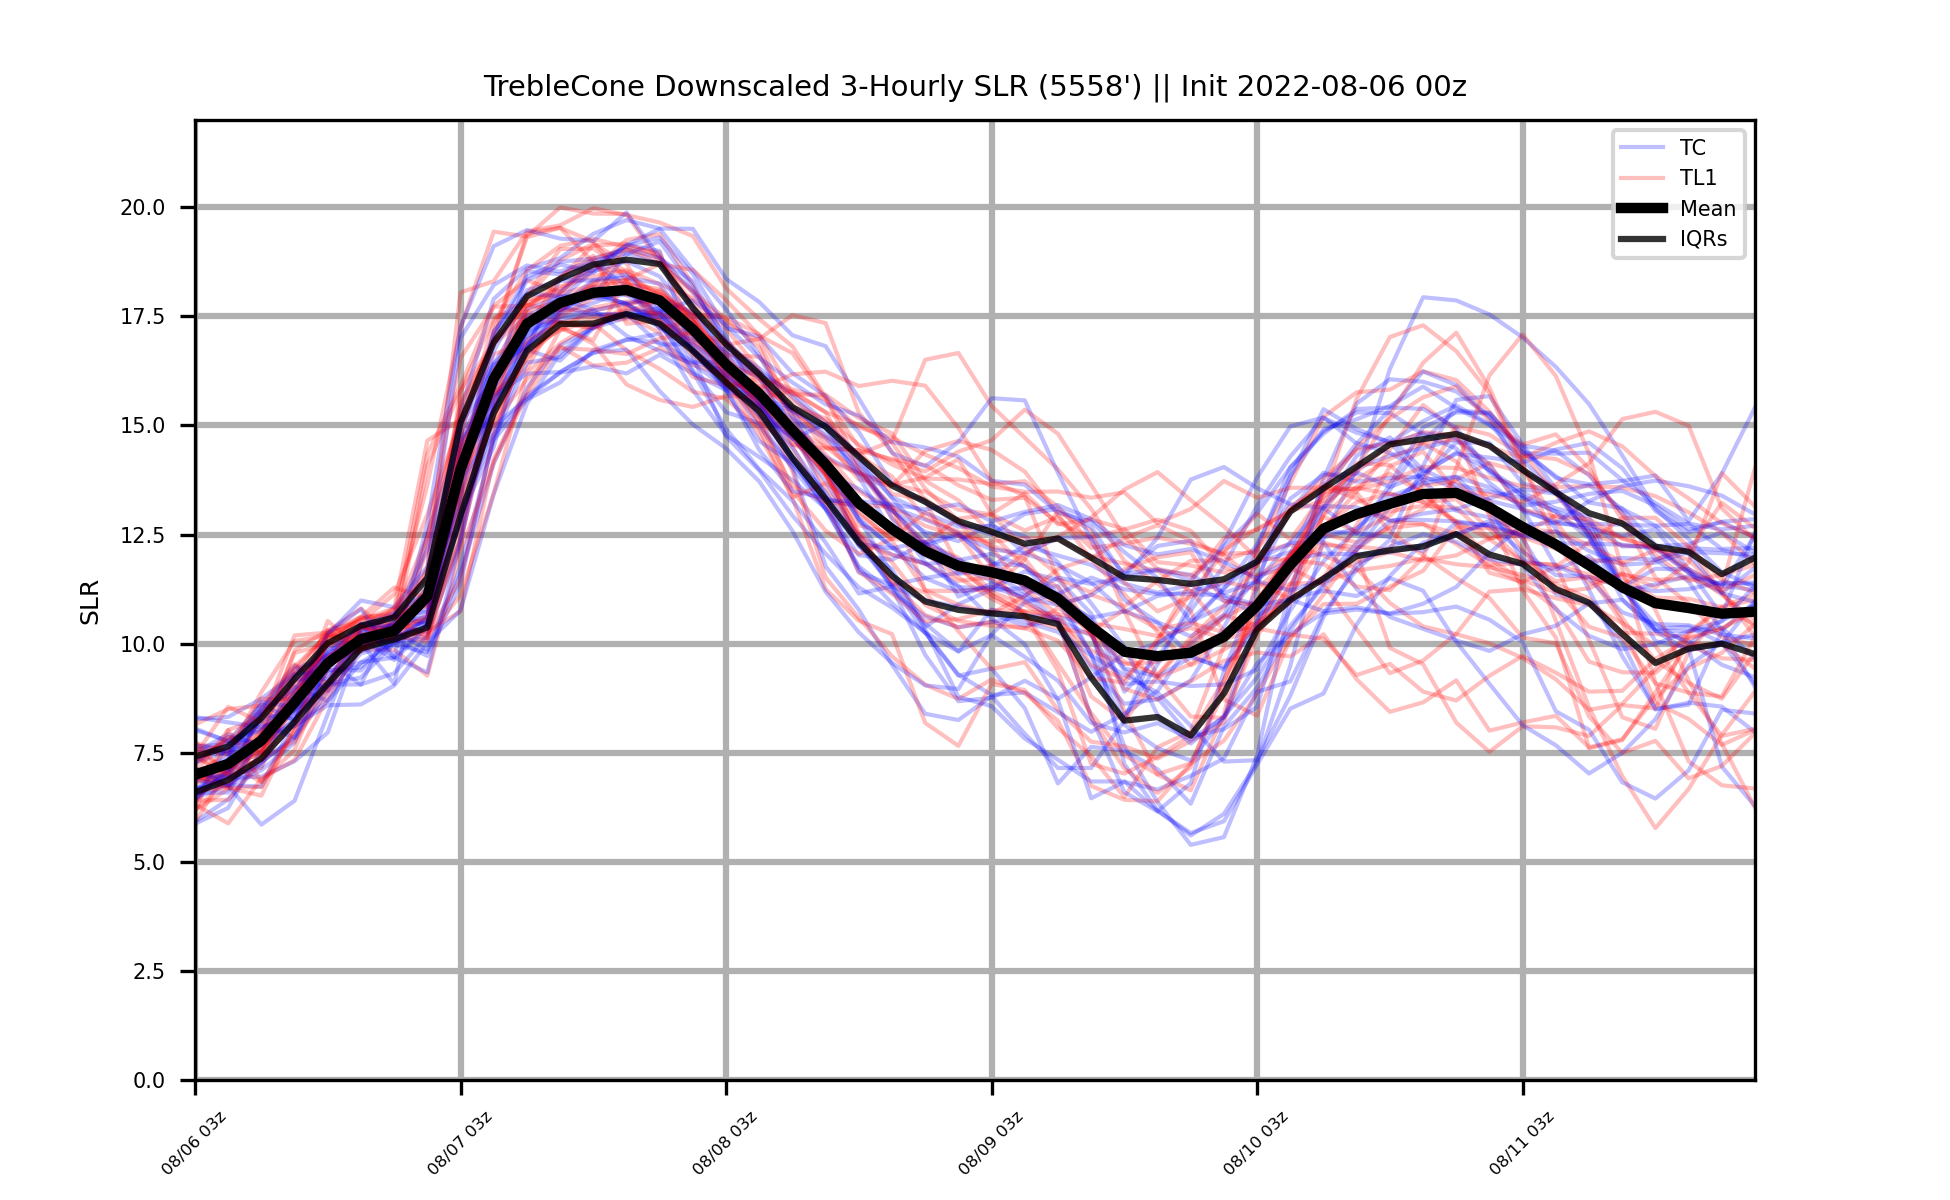 TrebleCone Downscaled 3-Hourly SLR (5558') || Init 2022-08-06 00z
TC
TL1
Mean
IQRs
SLR
20.0
17.5
15.0
12.5
10.0
7.5
5.0
2.5
0.0
08/06 03z
08/07 03z
08/08 03z
08/09 03z
08/10 03z
08/11 03z